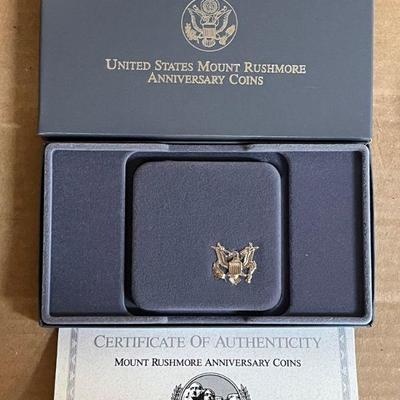 UNITED STATES MOUNT RUSHMORE
ANNIVERSARY COINS
CERTIFICATE OF AUTHENTICITY
MOUNT RUSHMORE ANNIVERSARY COINS